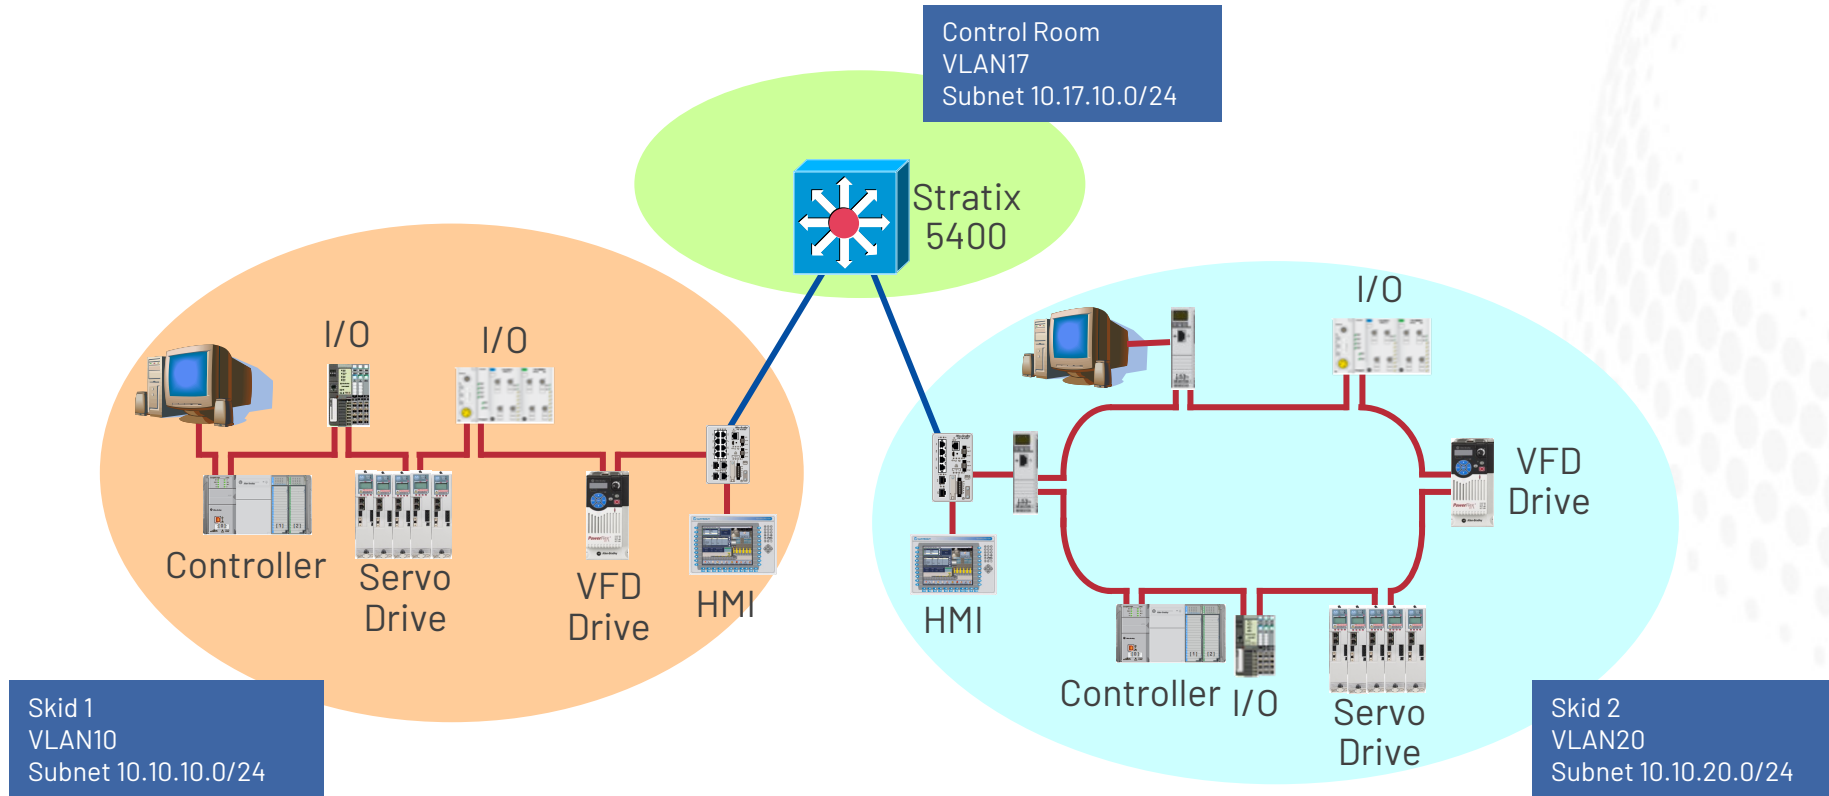 Control Room
VLAN17
Subnet 10.17.10.0/24
Stratix
5400
I/O
I/O
Controller
Servo
Drive
VFD
Drive
HMI
I/O
VFD
Drive
HMI
Controller
I/O
Servo
Drive
Skid 1
VLAN10
Subnet 10.10.10.0/24
Skid 2
VLAN20
Subnet 10.10.20.0/24